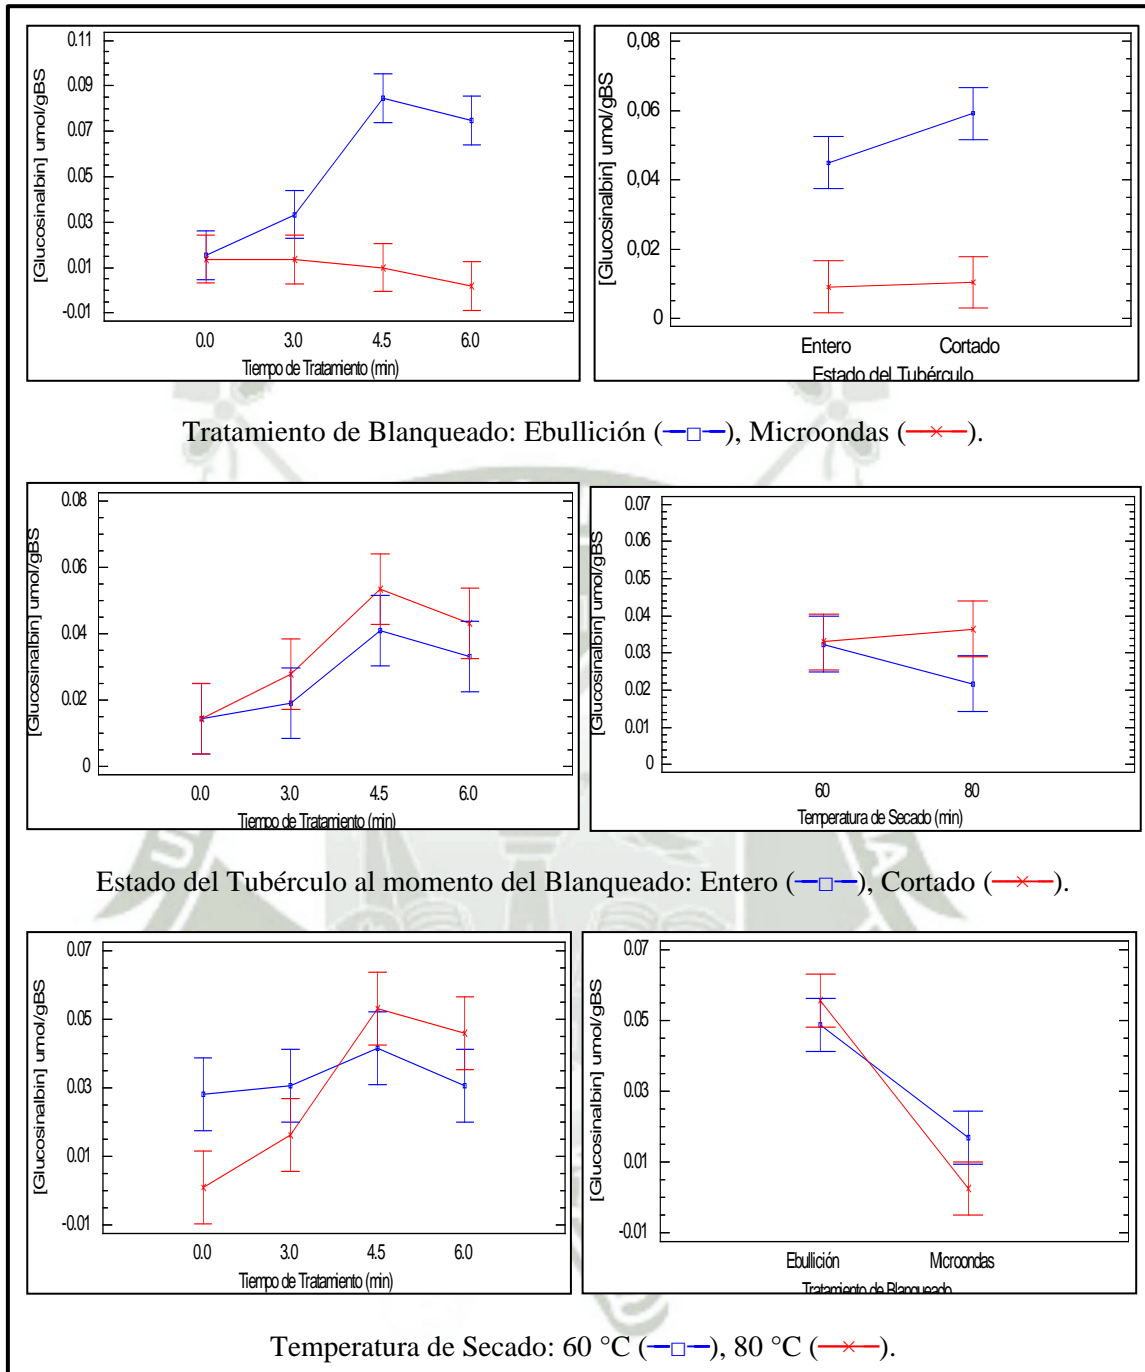 0.11
0.09
0.07
0.05
0.03
0.01
-0.01
[Glucosinalbin] umol/gBS
0.0 3.0 4.5 6.0
Tiempo de Tratamiento (min)
0,08
0,06
0,04
0,02
0
[Glucosinalbin] umol/gBS
Entero Cortado
Estado del Tubérculo
Tratamiento de Blanqueado: Ebullición (), Microondas ().
0.08
0.06
0.04
0.02
0
[Glucosinalbin] umol/gBS
0.0 3.0 4.5 6.0
Tiempo de Tratamiento (min)
0.07
0.06
0.05
0.04
0.03
0.02
0.01
0
[Glucosinalbin] umol/gBS
60 80
Temperatura de Secado (min)
Estado del Tubérculo al momento del Blanqueado: Entero (), Cortado ().
0.07
0.05
0.03
0.01
-0.01
[Glucosinalbin] umol/gBS
0.0 3.0 4.5 6.0
Tiempo de Tratamiento (min)
0.07
0.05
0.03
0.01
-0.01
[Glucosinalbin] umol/gBS
Ebullición Microondas
Tratamiento de Blanqueado
Temperatura de Secado: 60 °C (), 80 °C ().